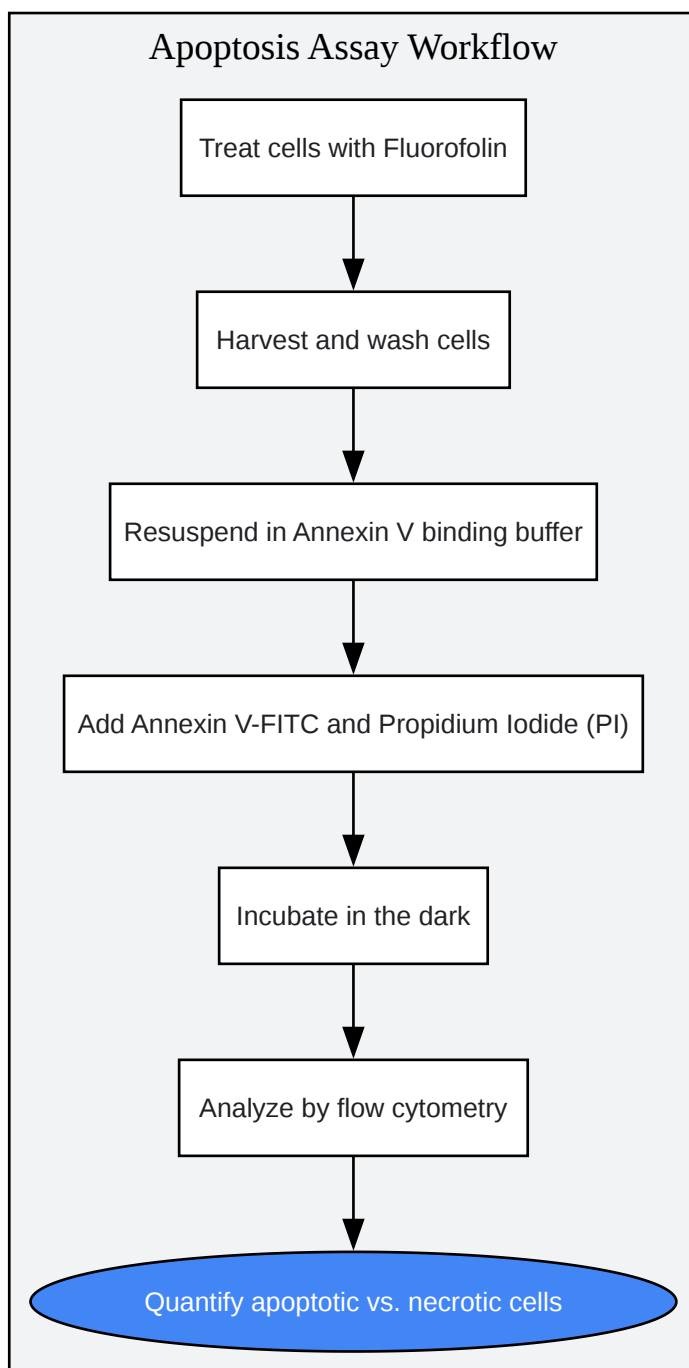 Apoptosis Assay Workflow
Treat cells with Fluorofolin
Harvest and wash cells
Resuspend in Annexin V binding buffer
Add Annexin V-FITC and Propidium Iodide (PI)
Incubate in the dark
Analyze by flow cytometry
Quantify apoptotic vs. necrotic cells